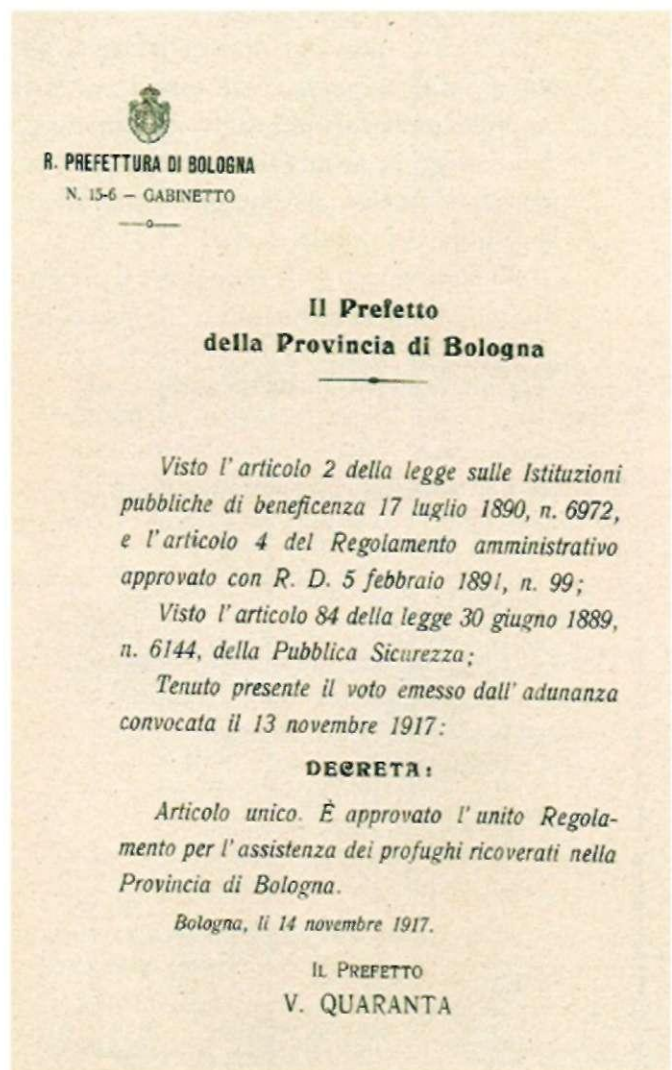 R. PREFETTURA DI BOLOGNA
N. 15-6 — GABINETTO
Il Prefetto
della Provincia di Bologna
Visto l'articolo 2 della legge sulle Istituzioni
pubbliche di beneficenza 17 luglio 1890, n. 6972,
e l'articolo 4 del Regolamento amministrativo
approvato con R. D. 5 febbraio 1891, n. 99;
Visto l'articolo 84 della legge 30 giugno 1889,
n. 6144, della Pubblica Sicurezza;
Tenuto presente il voto emesso dall'adunanza
convocata il 13 novembre 1917:
DECRETA:
Articolo unico. È approvato l'unito Regola-
mento per l'assistenza dei profughi ricoverati nella
Provincia di Bologna.
Bologna, li 14 novembre 1917.
IL PREFETTO
V. QUARANTA